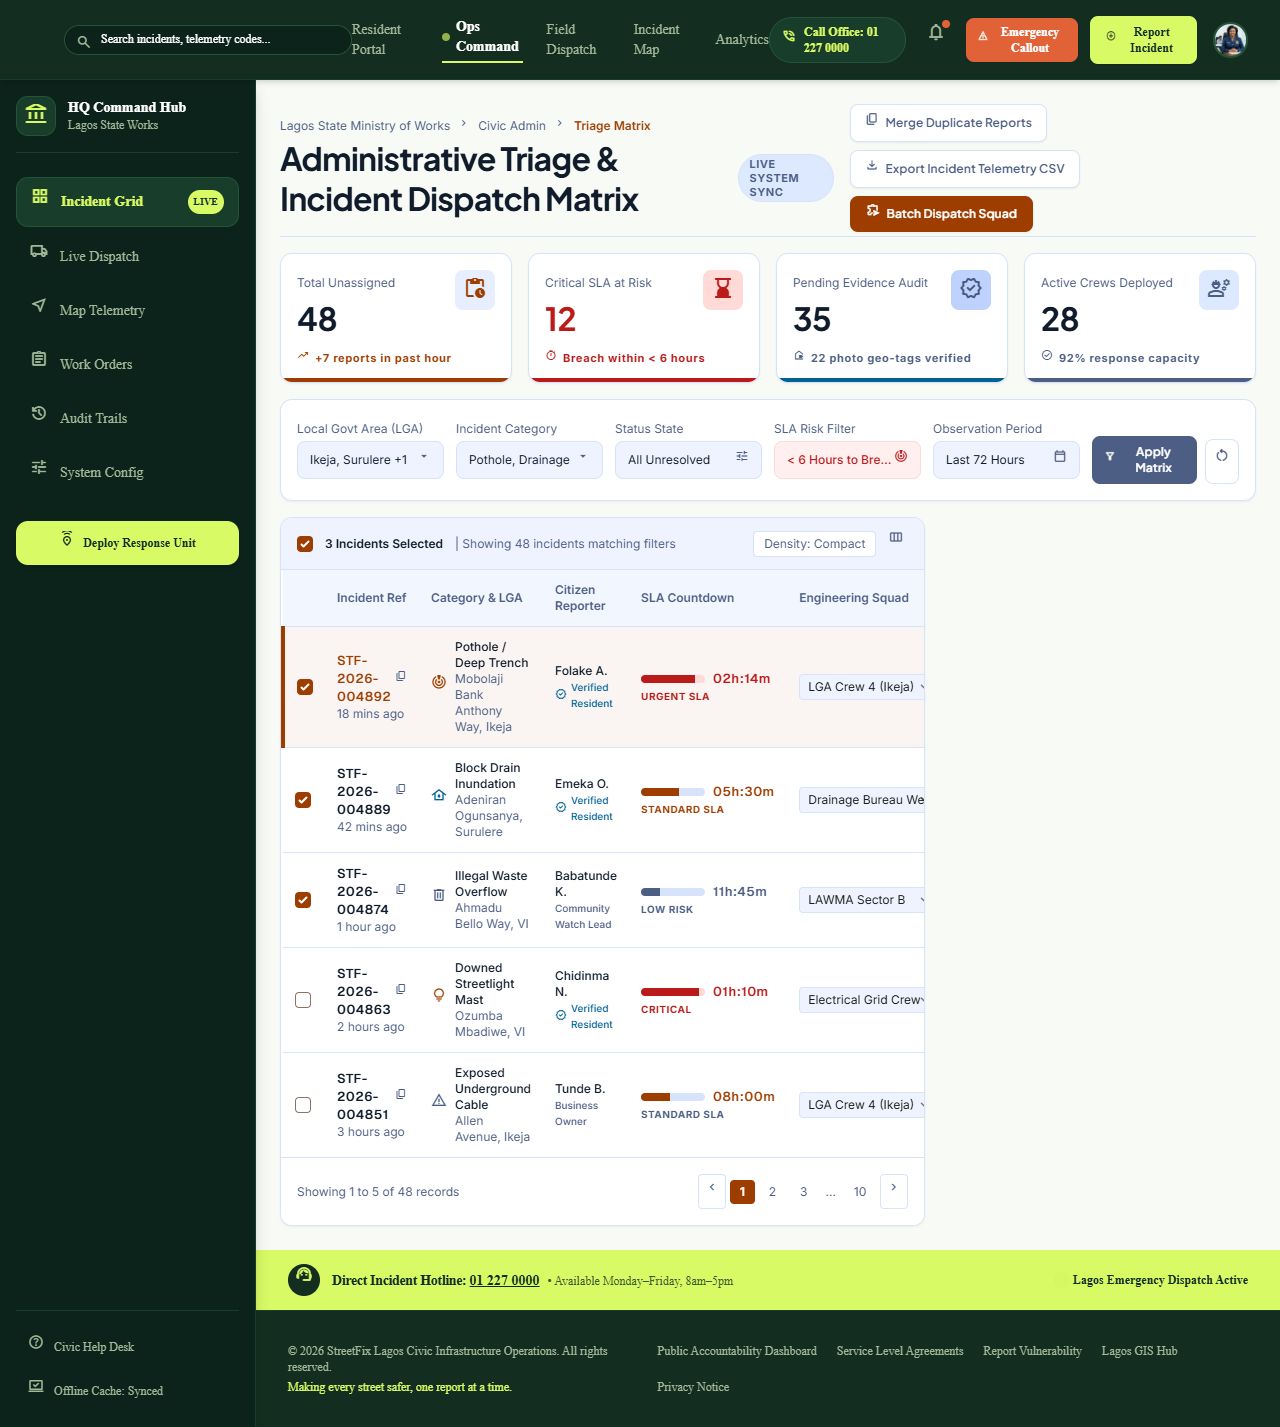 Search incidents, telemetry codes...
Resident Portal
Ops Command
Field Dispatch
Incident Map
Analytics
Call Office: 01 227 0000
Emergency Callout
Report Incident
HQ Command Hub
Lagos State Works
Incident Grid
LIVE
Live Dispatch
Map Telemetry
Work Orders
Audit Trails
System Config
Deploy Response Unit
Civic Help Desk
Offline Cache: Synced
Lagos State Ministry of Works > Civic Admin > Triage Matrix
Administrative Triage &
Incident Dispatch Matrix
LIVE
SYSTEM
SYNC
Merge Duplicate Reports
Export Incident Telemetry CSV
Batch Dispatch Squad
Total Unassigned
48
+7 reports in past hour
Critical SLA at Risk
12
Breach within < 6 hours
Pending Evidence Audit
35
22 photo geo-tags verified
Active Crews Deployed
28
92% response capacity
Local Govt Area (LGA)
Ikeja, Surulere +1
Incident Category
Pothole, Drainage
Status State
All Unresolved
SLA Risk Filter
< 6 Hours to Bre...
Observation Period
Last 72 Hours
Apply
Matrix
3 Incidents Selected | Showing 48 incidents matching filters
Density: Compact
Incident Ref
Category & LGA
Citizen
Reporter
SLA Countdown
Engineering Squad
STF-
2026-
004892
18 mins ago
Pothole /
Deep Trench
Mobolaji
Bank
Anthony
Way, Ikeja
Folake A.
Verified
Resident
02h:14m
URGENT SLA
LGA Crew 4 (Ikeja)
STF-
2026-
004889
42 mins ago
Block Drain
Inundation
Adeniran
Ogunsanya,
Surulere
Emeka O.
Verified
Resident
05h:30m
STANDARD SLA
Drainage Bureau We
STF-
2026-
004874
1 hour ago
Illegal Waste
Overflow
Ahmadu
Bello Way, VI
Babatunde
K.
Community
Watch Lead
11h:45m
LOW RISK
LAWMA Sector B
STF-
2026-
004863
2 hours ago
Downed
Streetlight
Mast
Ozumba
Mbadiwe, VI
Chidinma
N.
Verified
Resident
01h:10m
CRITICAL
Electrical Grid Crew
STF-
2026-
004851
3 hours ago
Exposed
Underground
Cable
Allen
Avenue, Ikeja
Tunde B.
Business
Owner
08h:00m
STANDARD SLA
LGA Crew 4 (Ikeja)
Showing 1 to 5 of 48 records
1 2 3 ... 10
Direct Incident Hotline: 01 227 0000 • Available Monday–Friday, 8am–5pm
Lagos Emergency Dispatch Active
© 2026 StreetFix Lagos Civic Infrastructure Operations. All rights
reserved.
Making every street safer, one report at a time.
Public Accountability Dashboard
Service Level Agreements
Report Vulnerability
Lagos GIS Hub
Privacy Notice